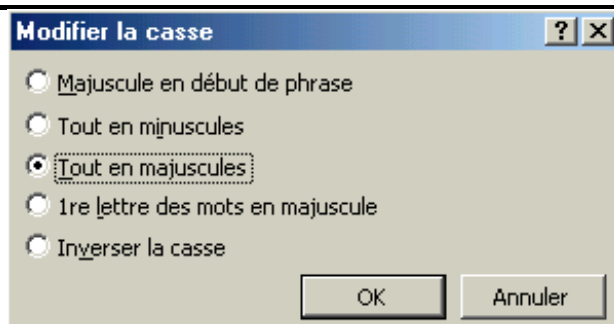 Modifier la casse
Majuscule en début de phrase
Tout en minuscules
Tout en majuscules
1re lettre des mots en majuscule
Inverser la casse
OK Annuler